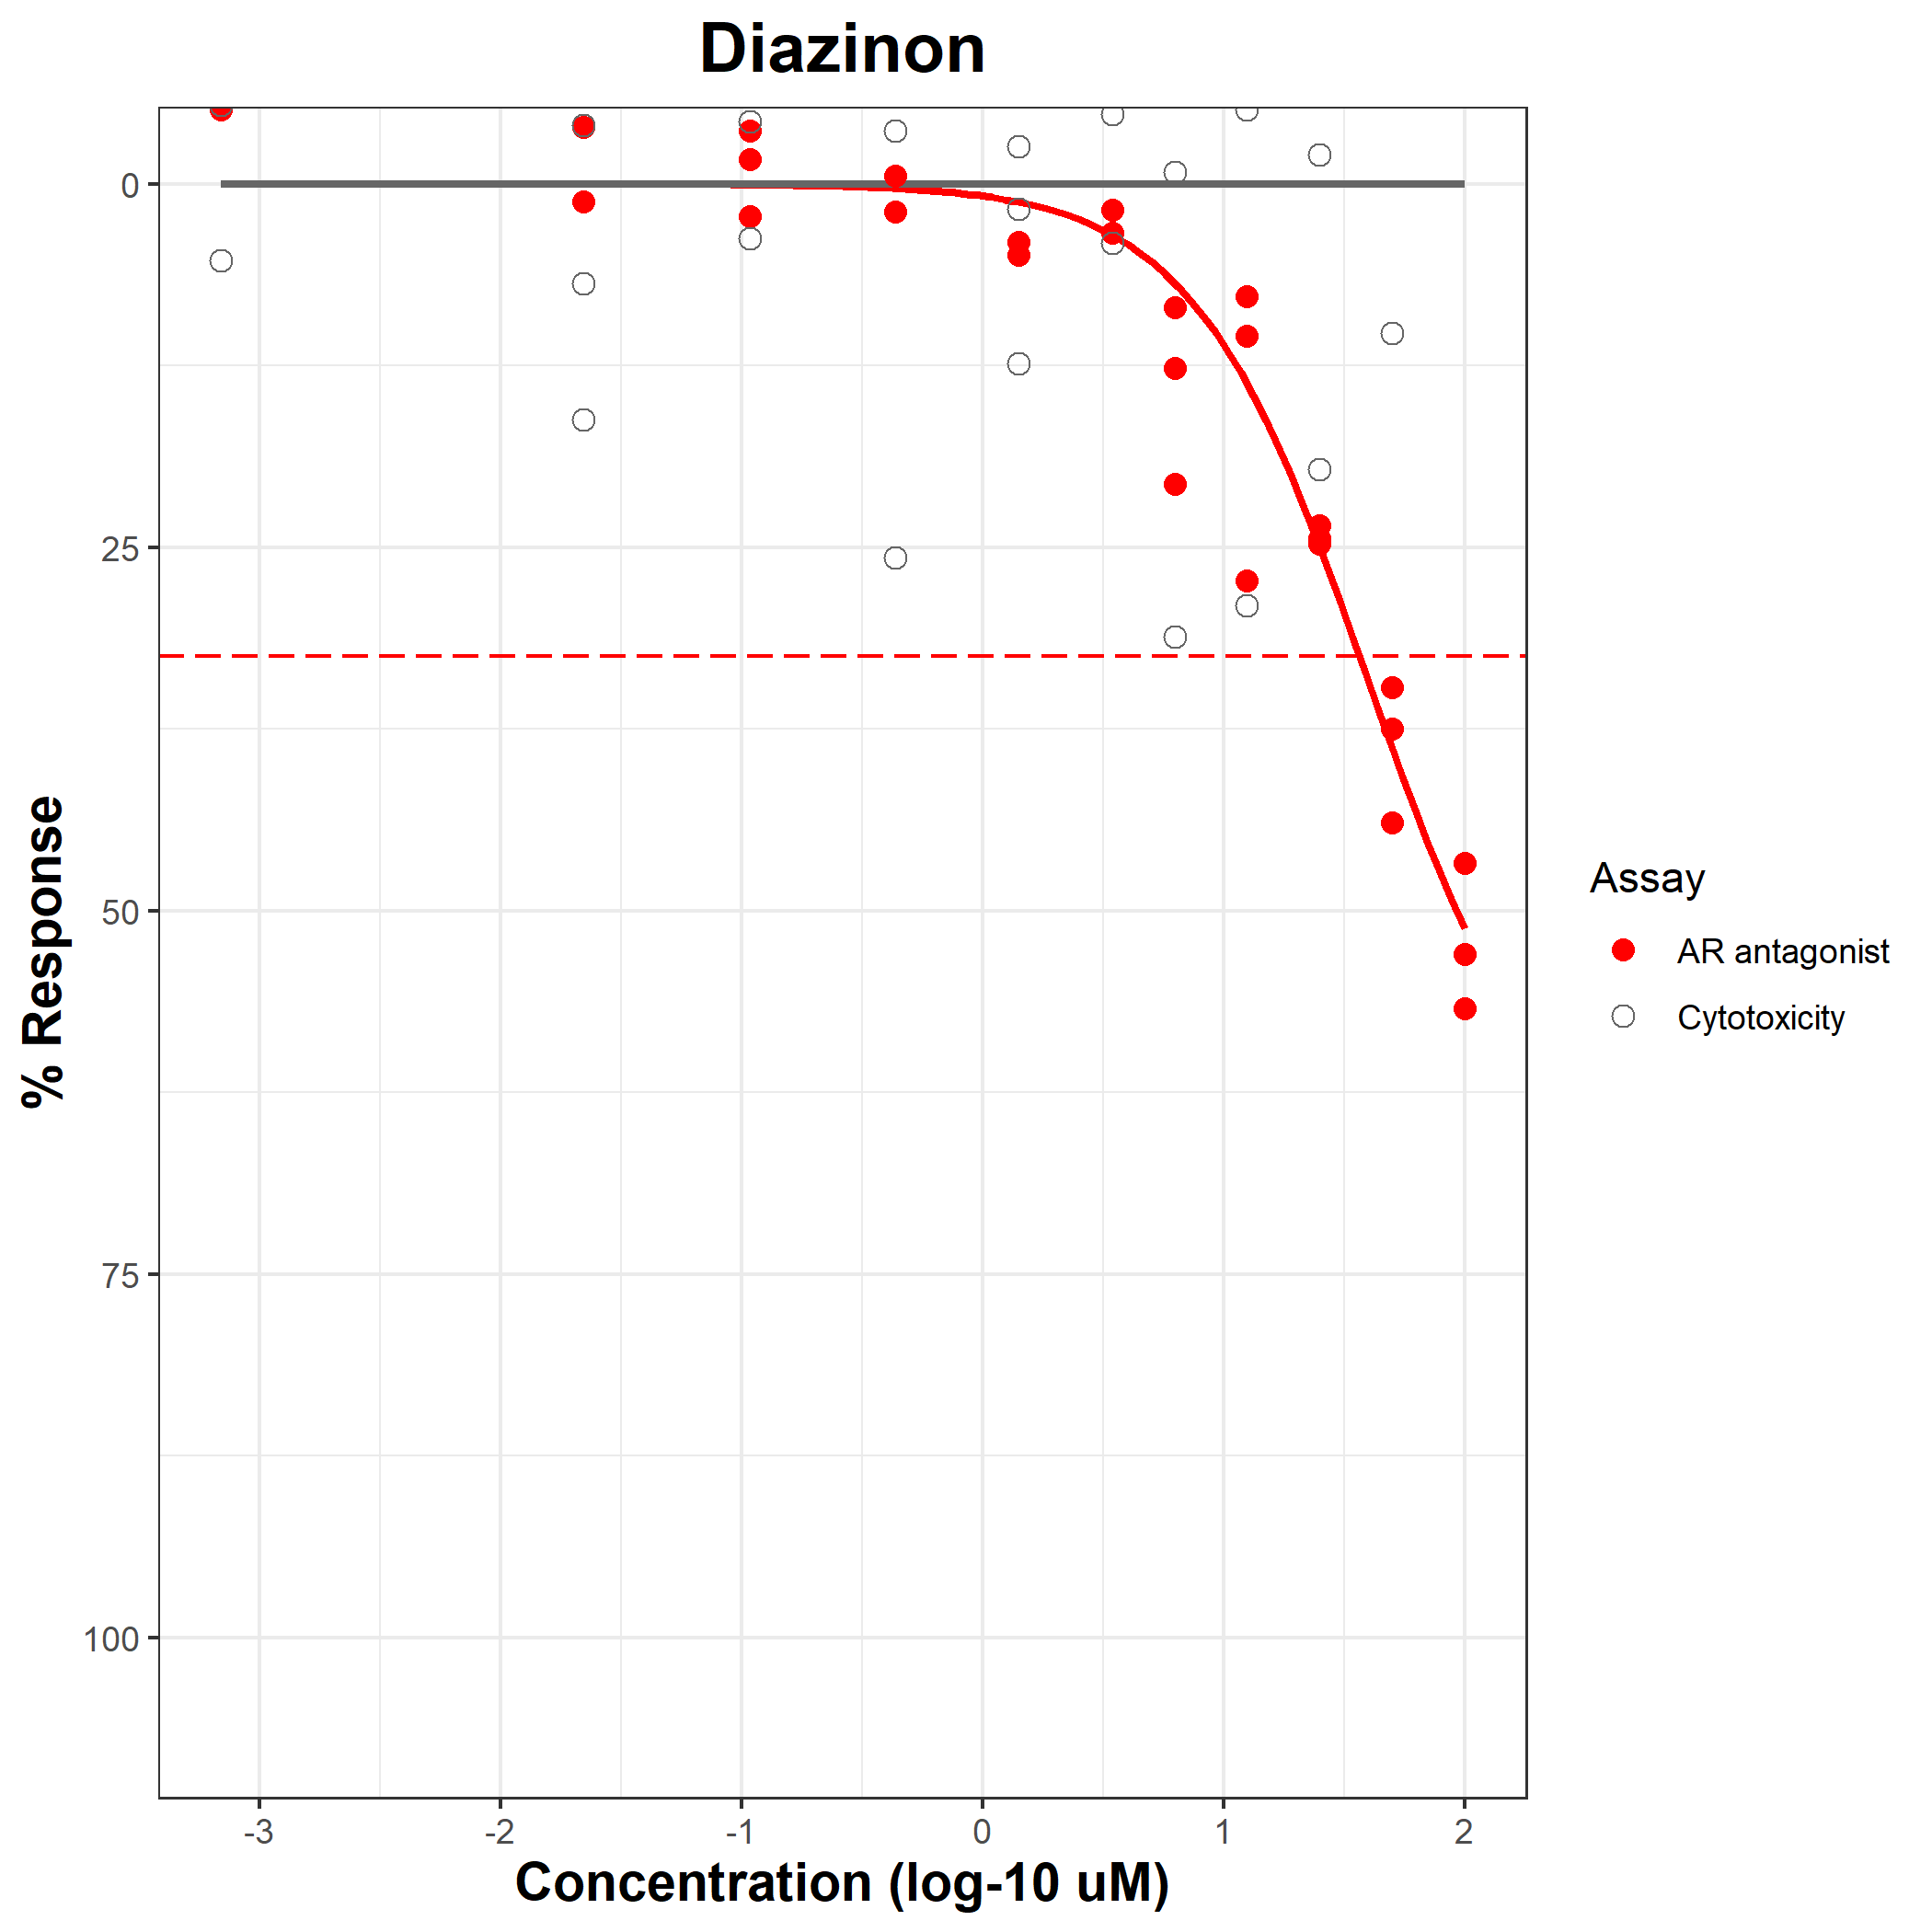 Diazinon
0
25
50
75
100
% Response
-3
-2
-1
0
1
2
Concentration (log-10 uM)
Assay
AR antagonist
Cytotoxicity